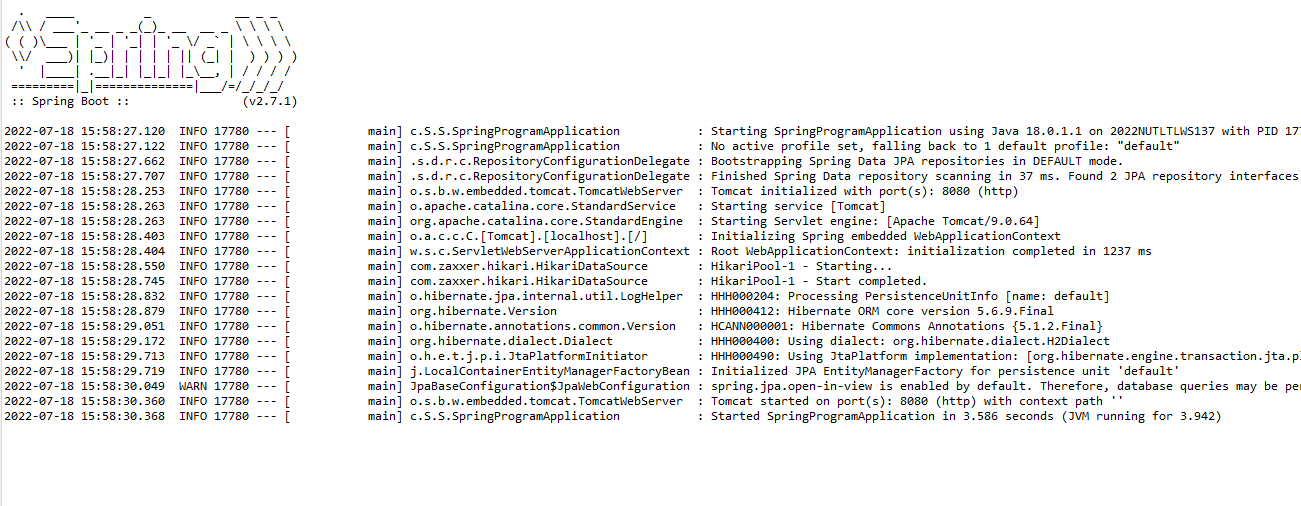 .   ____          _            __ _ _
 /\\ / ___'_ __ _ _(_)_ __  __ _ \ \ \ \
( ( )\___ | '_ | '_| | '_ \/ _` | \ \ \ \
 \\/  ___)| |_)| | | | | || (_| |  ) ) ) )
  '  |____| .__|_| |_|_| |_\__, | / / / /
 =========|_|==============|___/=/_/_/_/
 :: Spring Boot ::                (v2.7.1)
2022-07-18 15:58:27.120  INFO 17780 --- [           main] c.S.S.SpringProgramApplication           : Starting SpringProgramApplication using Java 18.0.1.1 on 2022NUTLTLWS137 with PID 177
2022-07-18 15:58:27.122  INFO 17780 --- [           main] c.S.S.SpringProgramApplication           : No active profile set, falling back to 1 default profile: "default"
2022-07-18 15:58:27.662  INFO 17780 --- [           main] .s.d.r.c.RepositoryConfigurationDelegate : Bootstrapping Spring Data JPA repositories in DEFAULT mode.
2022-07-18 15:58:27.707  INFO 17780 --- [           main] .s.d.r.c.RepositoryConfigurationDelegate : Finished Spring Data repository scanning in 37 ms. Found 2 JPA repository interfaces
2022-07-18 15:58:28.253  INFO 17780 --- [           main] o.s.b.w.embedded.tomcat.TomcatWebServer  : Tomcat initialized with port(s): 8080 (http)
2022-07-18 15:58:28.263  INFO 17780 --- [           main] o.apache.catalina.core.StandardService   : Starting service [Tomcat]
2022-07-18 15:58:28.263  INFO 17780 --- [           main] org.apache.catalina.core.StandardEngine  : Starting Servlet engine: [Apache Tomcat/9.0.64]
2022-07-18 15:58:28.403  INFO 17780 --- [           main] o.a.c.c.C.[Tomcat].[localhost].[/]       : Initializing Spring embedded WebApplicationContext
2022-07-18 15:58:28.404  INFO 17780 --- [           main] w.s.c.ServletWebServerApplicationContext : Root WebApplicationContext: initialization completed in 1237 ms
2022-07-18 15:58:28.550  INFO 17780 --- [           main] com.zaxxer.hikari.HikariDataSource       : HikariPool-1 - Starting...
2022-07-18 15:58:28.745  INFO 17780 --- [           main] com.zaxxer.hikari.HikariDataSource       : HikariPool-1 - Start completed.
2022-07-18 15:58:28.832  INFO 17780 --- [           main] o.hibernate.jpa.internal.util.LogHelper  : HHH000204: Processing PersistenceUnitInfo [name: default]
2022-07-18 15:58:28.879  INFO 17780 --- [           main] org.hibernate.Version                    : HHH000412: Hibernate ORM core version 5.6.9.Final
2022-07-18 15:58:29.051  INFO 17780 --- [           main] o.hibernate.annotations.common.Version   : HCANN000001: Hibernate Commons Annotations {5.1.2.Final}
2022-07-18 15:58:29.172  INFO 17780 --- [           main] org.hibernate.dialect.Dialect            : HHH000400: Using dialect: org.hibernate.dialect.H2Dialect
2022-07-18 15:58:29.713  INFO 17780 --- [           main] o.h.e.t.j.p.i.JtaPlatformInitiator       : HHH000490: Using JtaPlatform implementation: [org.hibernate.engine.transaction.jta.pl
2022-07-18 15:58:29.719  INFO 17780 --- [           main] j.LocalContainerEntityManagerFactoryBean : Initialized JPA EntityManagerFactory for persistence unit 'default'
2022-07-18 15:58:30.049  WARN 17780 --- [           main] JpaBaseConfiguration$JpaWebConfiguration : spring.jpa.open-in-view is enabled by default. Therefore, database queries may be per
2022-07-18 15:58:30.360  INFO 17780 --- [           main] o.s.b.w.embedded.tomcat.TomcatWebServer  : Tomcat started on port(s): 8080 (http) with context path ''
2022-07-18 15:58:30.368  INFO 17780 --- [           main] c.S.S.SpringProgramApplication           : Started SpringProgramApplication in 3.586 seconds (JVM running for 3.942)